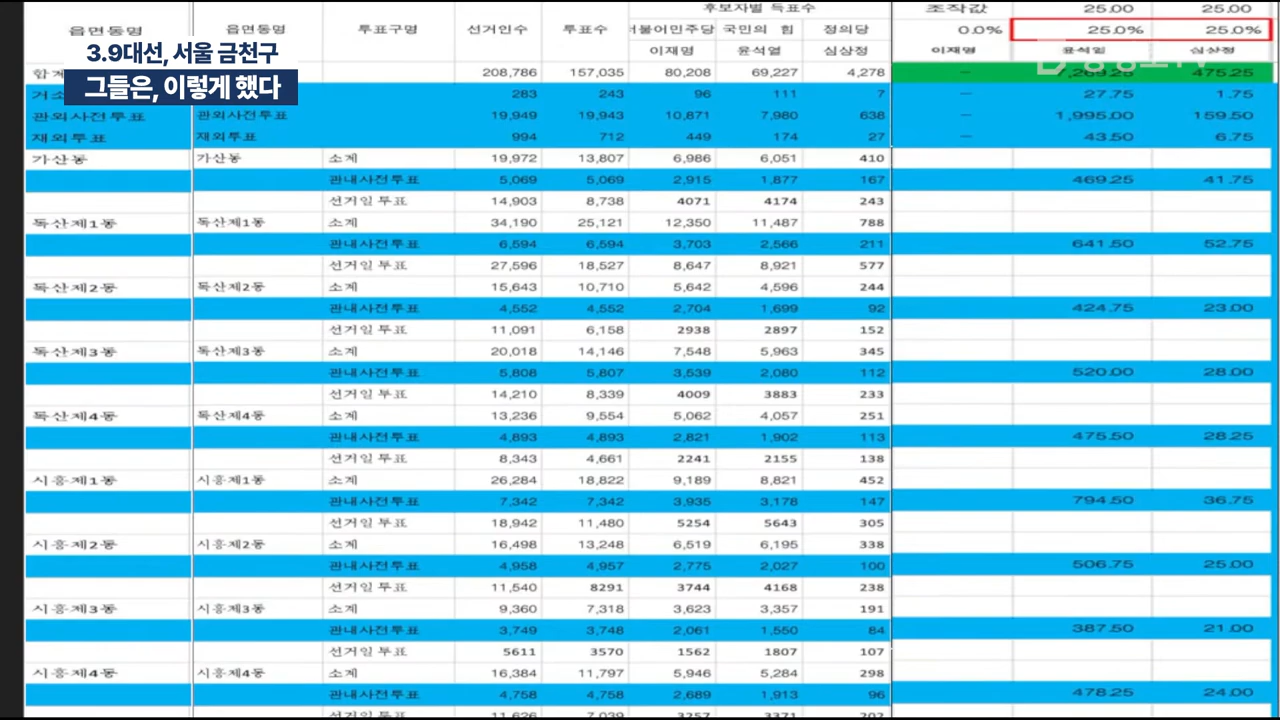 3.9대선, 서울 금천구
그들은, 이렇게 했다
후보자별 득표수 조작값 25.00 25.00
읍면동명 읍면동명 투표구명 선거인수 투표수 더불어민주당 국민의 힘 정의당 0.0% 25.0% 25.0%
이재명 윤석열 심상정 이재명 윤석열 심상정
208,786 157,035 80,208 69,227 4,278 – 475.25
283 243 96 111 7 – 27.75 1.75
관외사전투표 관외사전투표 19,949 19,943 10,871 7,980 638 – 1,995.00 159.50
재외투표 재외투표 994 712 449 174 27 – 43.50 6.75
가산동 가산동 소계 19,972 13,807 6,986 6,051 410
관내사전투표 5,069 5,069 2,915 1,877 167 469.25 41.75
선거일 투표 14,903 8,738 4071 4174 243
독산제1동 독산제1동 소계 34,190 25,121 12,350 11,487 788
관내사전투표 6,594 6,594 3,703 2,566 211 641.50 52.75
선거일 투표 27,596 18,527 8,647 8,921 577
독산제2동 독산제2동 소계 15,643 10,710 5,642 4,596 244
관내사전투표 4,552 4,552 2,704 1,699 92 424.75 23.00
선거일 투표 11,091 6,158 2938 2897 152
독산제3동 독산제3동 소계 20,018 14,146 7,548 5,963 345
관내사전투표 5,808 5,807 3,539 2,080 112 520.00 28.00
선거일 투표 14,210 8,339 4009 3883 233
독산제4동 독산제4동 소계 13,236 9,554 5,062 4,057 251
관내사전투표 4,893 4,893 2,821 1,902 113 475.50 28.25
선거일 투표 8,343 4,661 2241 2155 138
시흥제1동 시흥제1동 소계 26,284 18,822 9,189 8,821 452
관내사전투표 7,342 7,342 3,935 3,178 147 794.50 36.75
선거일 투표 18,942 11,480 5254 5643 305
시흥제2동 시흥제2동 소계 16,498 13,248 6,519 6,195 338
관내사전투표 4,958 4,957 2,775 2,027 100 506.75 25.00
선거일 투표 11,540 8291 3744 4168 238
시흥제3동 시흥제3동 소계 9,360 7,318 3,623 3,357 191
관내사전투표 3,749 3,748 2,061 1,550 84 387.50 21.00
선거일 투표 5611 3570 1562 1807 107
시흥제4동 시흥제4동 소계 16,384 11,797 5,946 5,284 298
관내사전투표 4,758 4,758 2,689 1,913 96 478.25 24.00
선거일 투표 11,626 7,039 3257 3371 202